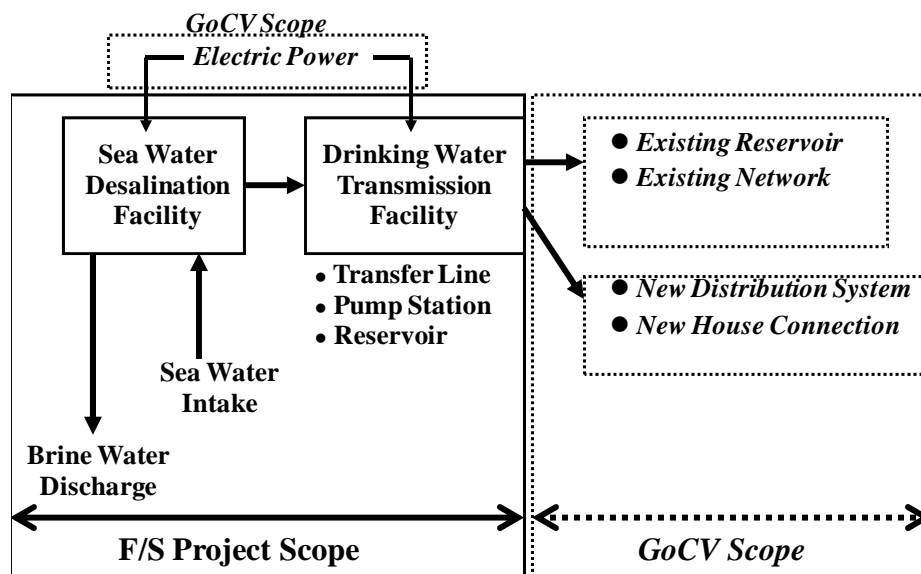 GoCV Scope
Electric Power
Sea Water
Desalination
Facility
Drinking Water
Transmission
Facility
● Existing Reservoir
● Existing Network
• Transfer Line
• Pump Station
• Reservoir
● New Distribution System
● New House Connection
Sea Water
Intake
Brine Water
Discharge
F/S Project Scope
GoCV Scope